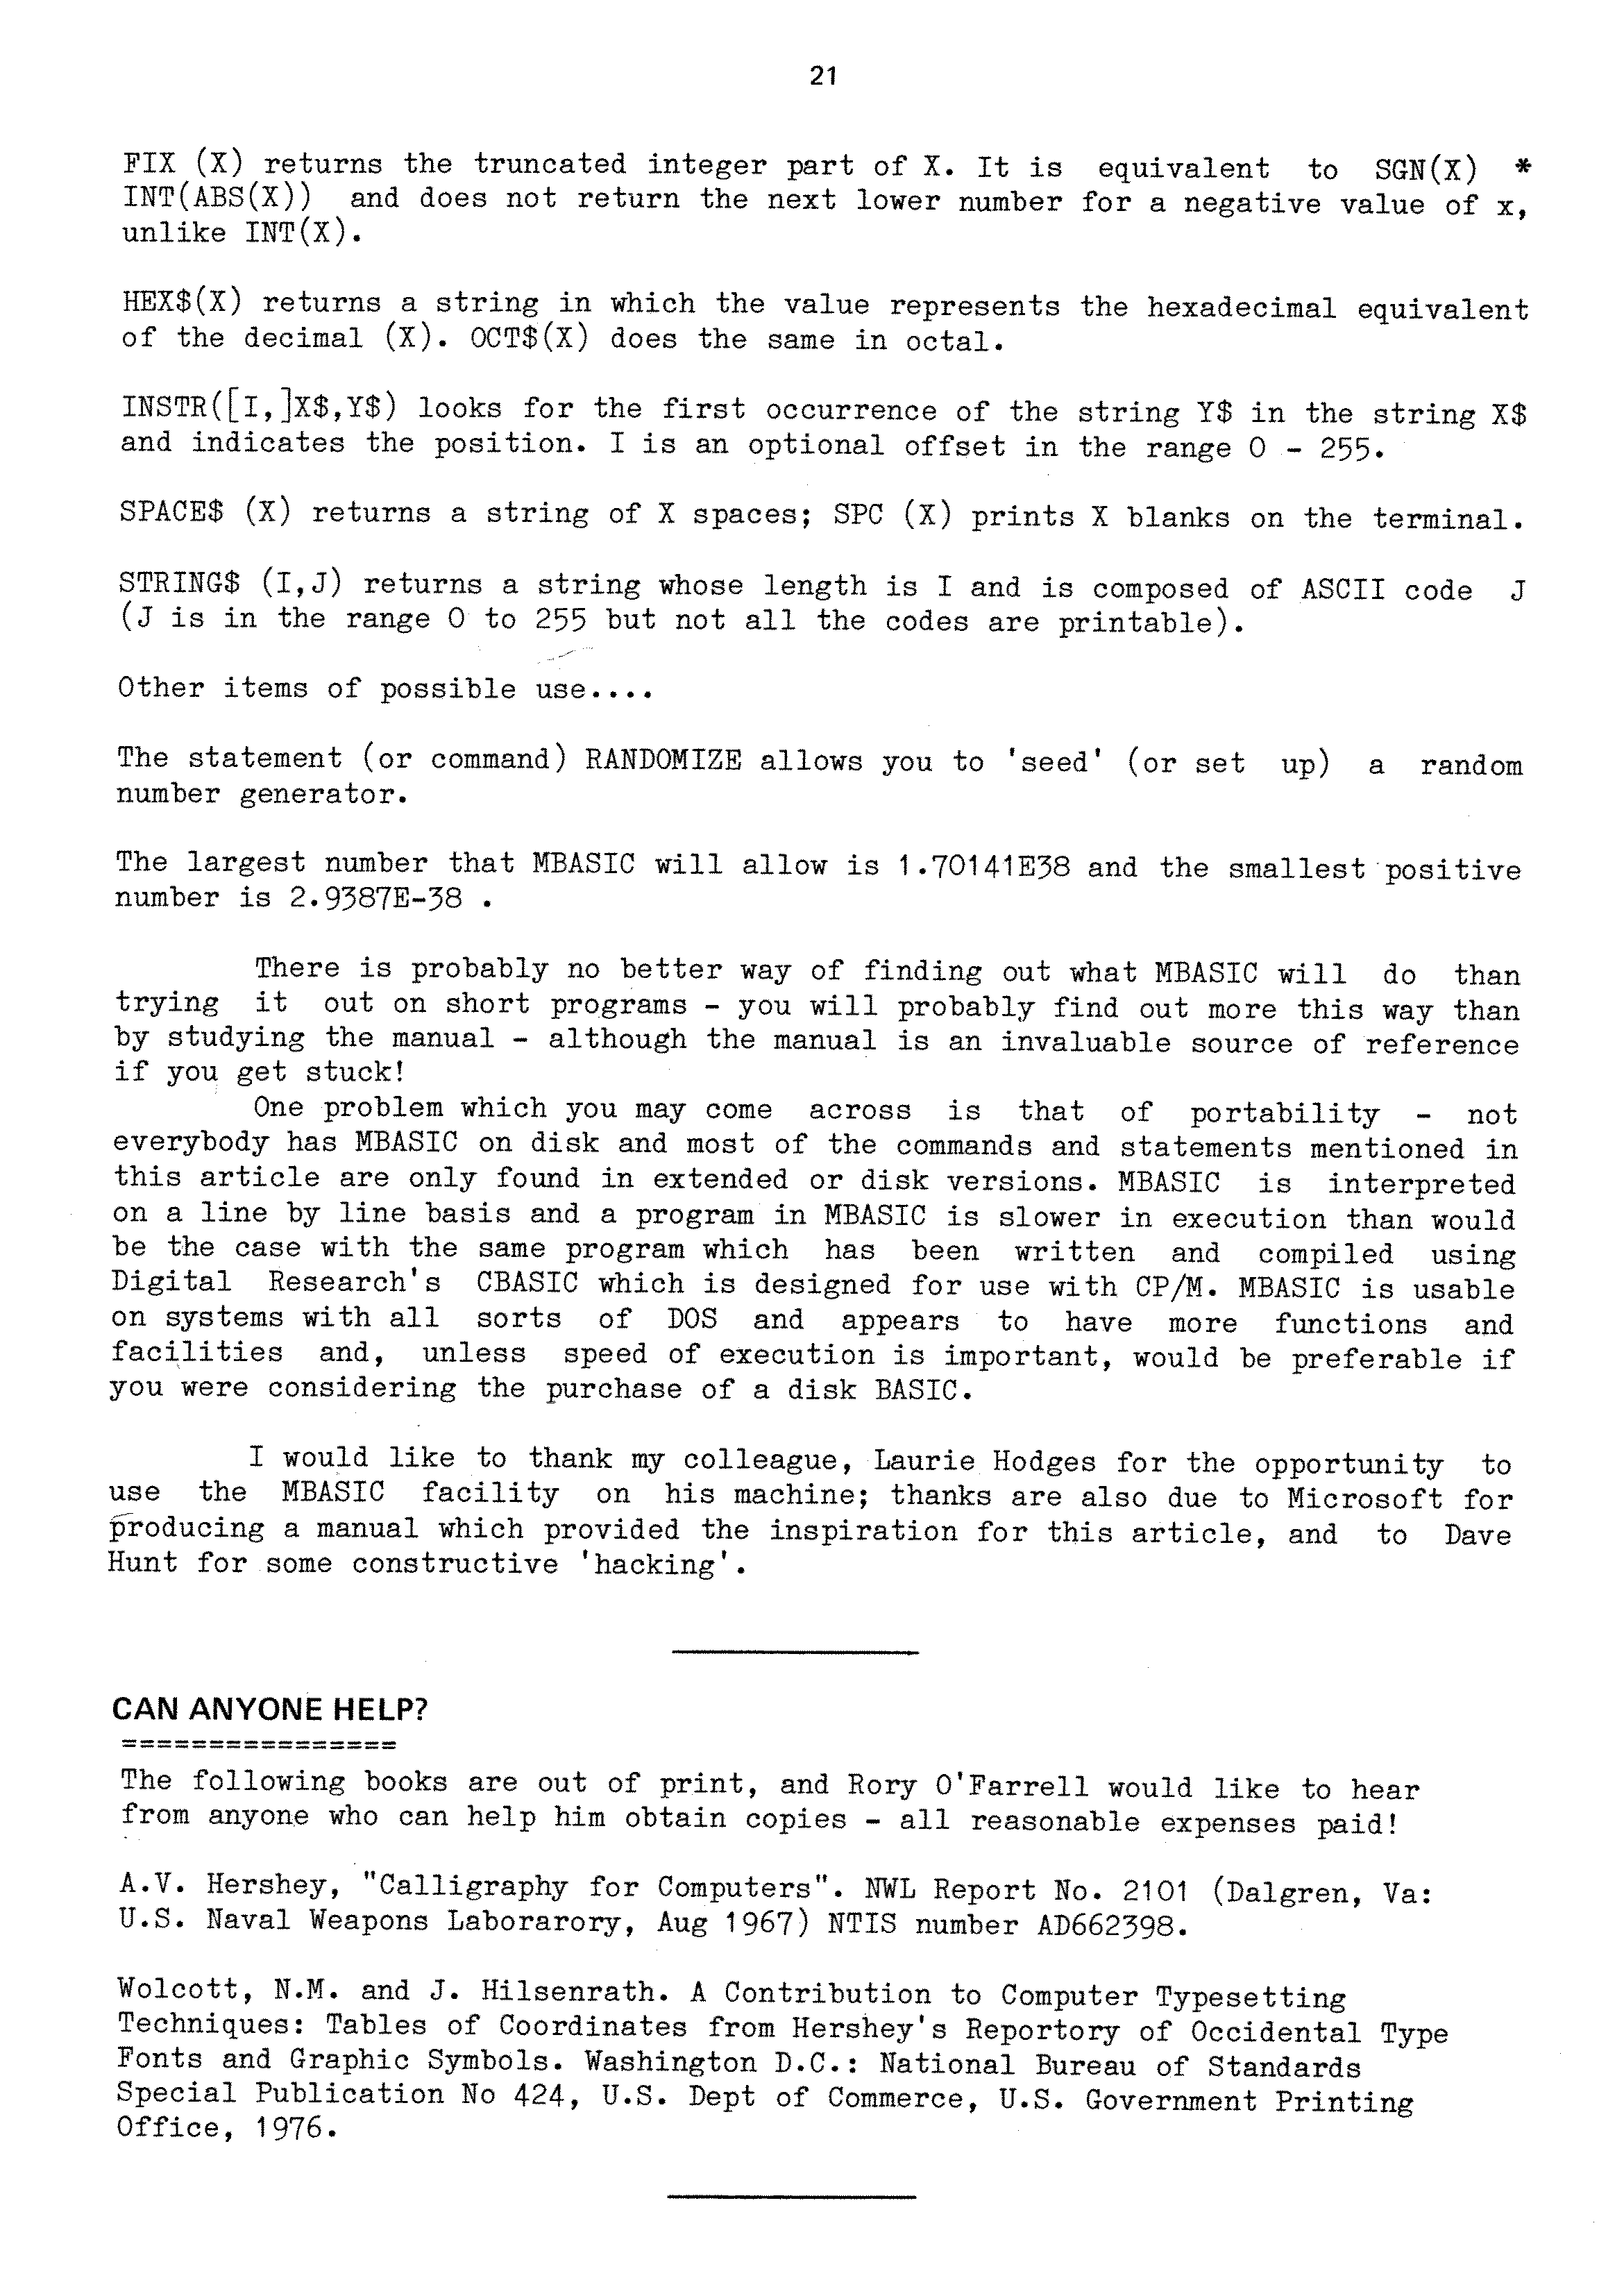 21
FIX (X) returns the truncated integer part of X. It is equivalent to SGN(X) *
INT(ABS(X)) and does not return the next lower number for a negative value of x,
unlike INT(X).
HEX$(X) returns a string in which the value represents the hexadecimal equivalent
of the decimal (X). OCT$(X) does the same in octal.
INSTR([I,]X$,Y$) looks for the first occurrence of the string Y$ in the string X$
and indicates the position. I is an optional offset in the range 0 - 255.
SPACE$ (X) returns a string of X spaces; SPC (X) prints X blanks on the terminal.
STRING$ (I,J) returns a string whose length is I and is composed of ASCII code J
(J is in the range 0 to 255 but not all the codes are printable).
Other items of possible use....
The statement (or command) RANDOMIZE allows you to 'seed' (or set up) a random
number generator.
The largest number that MBASIC will allow is 1.70141E38 and the smallest positive
number is 2.9387E-38 .
There is probably no better way of finding out what MBASIC will do than
trying it out on short programs - you will probably find out more this way than
by studying the manual - although the manual is an invaluable source of reference
if you get stuck!
One problem which you may come across is that of portability - not
everybody has MBASIC on disk and most of the commands and statements mentioned in
this article are only found in extended or disk versions. MBASIC is interpreted
on a line by line basis and a program in MBASIC is slower in execution than would
be the case with the same program which has been written and compiled using
Digital Research's CBASIC which is designed for use with CP/M. MBASIC is usable
on systems with all sorts of DOS and appears to have more functions and
facilities and, unless speed of execution is important, would be preferable if
you were considering the purchase of a disk BASIC.
I would like to thank my colleague, Laurie Hodges for the opportunity to
use the MBASIC facility on his machine; thanks are also due to Microsoft for
producing a manual which provided the inspiration for this article, and to Dave
Hunt for some constructive 'hacking'.
CAN ANYONE HELP?
================
The following books are out of print, and Rory O'Farrell would like to hear
from anyone who can help him obtain copies - all reasonable expenses paid!
A.V. Hershey, "Calligraphy for Computers". NWL Report No. 2101 (Dalgren, Va:
U.S. Naval Weapons Laborarory, Aug 1967) NTIS number AD662398.
Wolcott, N.M. and J. Hilsenrath. A Contribution to Computer Typesetting
Techniques: Tables of Coordinates from Hershey's Reportory of Occidental Type
Fonts and Graphic Symbols. Washington D.C.: National Bureau of Standards
Special Publication No 424, U.S. Dept of Commerce, U.S. Government Printing
Office, 1976.